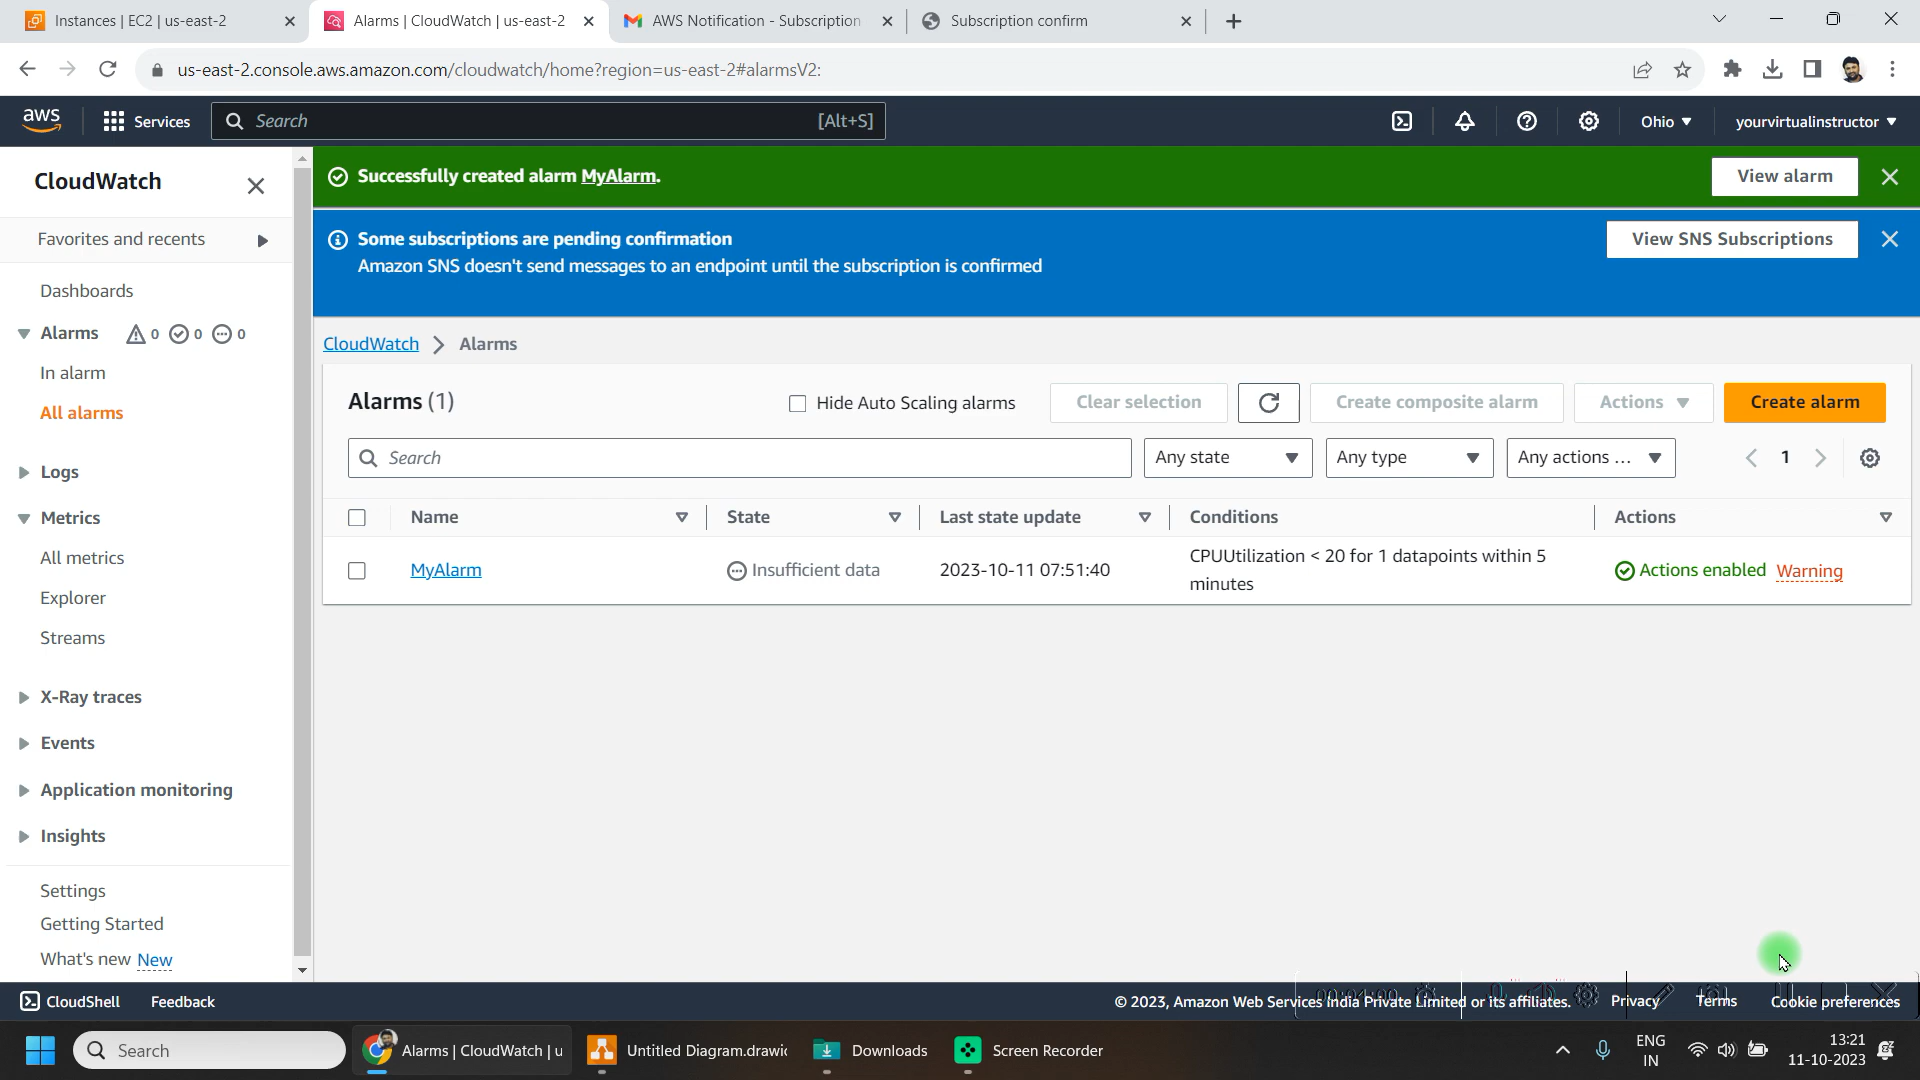 Instances | EC2 | us-east-2
Alarms | CloudWatch | us-east-2
AWS Notification - Subscription
Subscription confirm
us-east-2.console.aws.amazon.com/cloudwatch/home?region=us-east-2#alarmsV2:
aws
Services
Search
[Alt+S]
Ohio
yourvirtualinstructor
CloudWatch
Favorites and recents
Dashboards
Alarms 0 0 0
In alarm
All alarms
Logs
Metrics
All metrics
Explorer
Streams
X-Ray traces
Events
Application monitoring
Insights
Settings
Getting Started
What's new New
Successfully created alarm MyAlarm.
View alarm
Some subscriptions are pending confirmation
Amazon SNS doesn't send messages to an endpoint until the subscription is confirmed
View SNS Subscriptions
CloudWatch Alarms
Alarms (1)
Hide Auto Scaling alarms
Clear selection
Create composite alarm
Actions
Create alarm
Search
Any state
Any type
Any actions ...
1
Name State Last state update Conditions Actions
MyAlarm Insufficient data 2023-10-11 07:51:40 CPUUtilization < 20 for 1 datapoints within 5
minutes
Actions enabled Warning
CloudShell Feedback
© 2023, Amazon Web Services India Private Limited or its affiliates. Privacy Terms Cookie preferences
Search
Alarms | CloudWatch | u
Untitled Diagram.drawi
Downloads
Screen Recorder
ENG
IN
13:21
11-10-2023